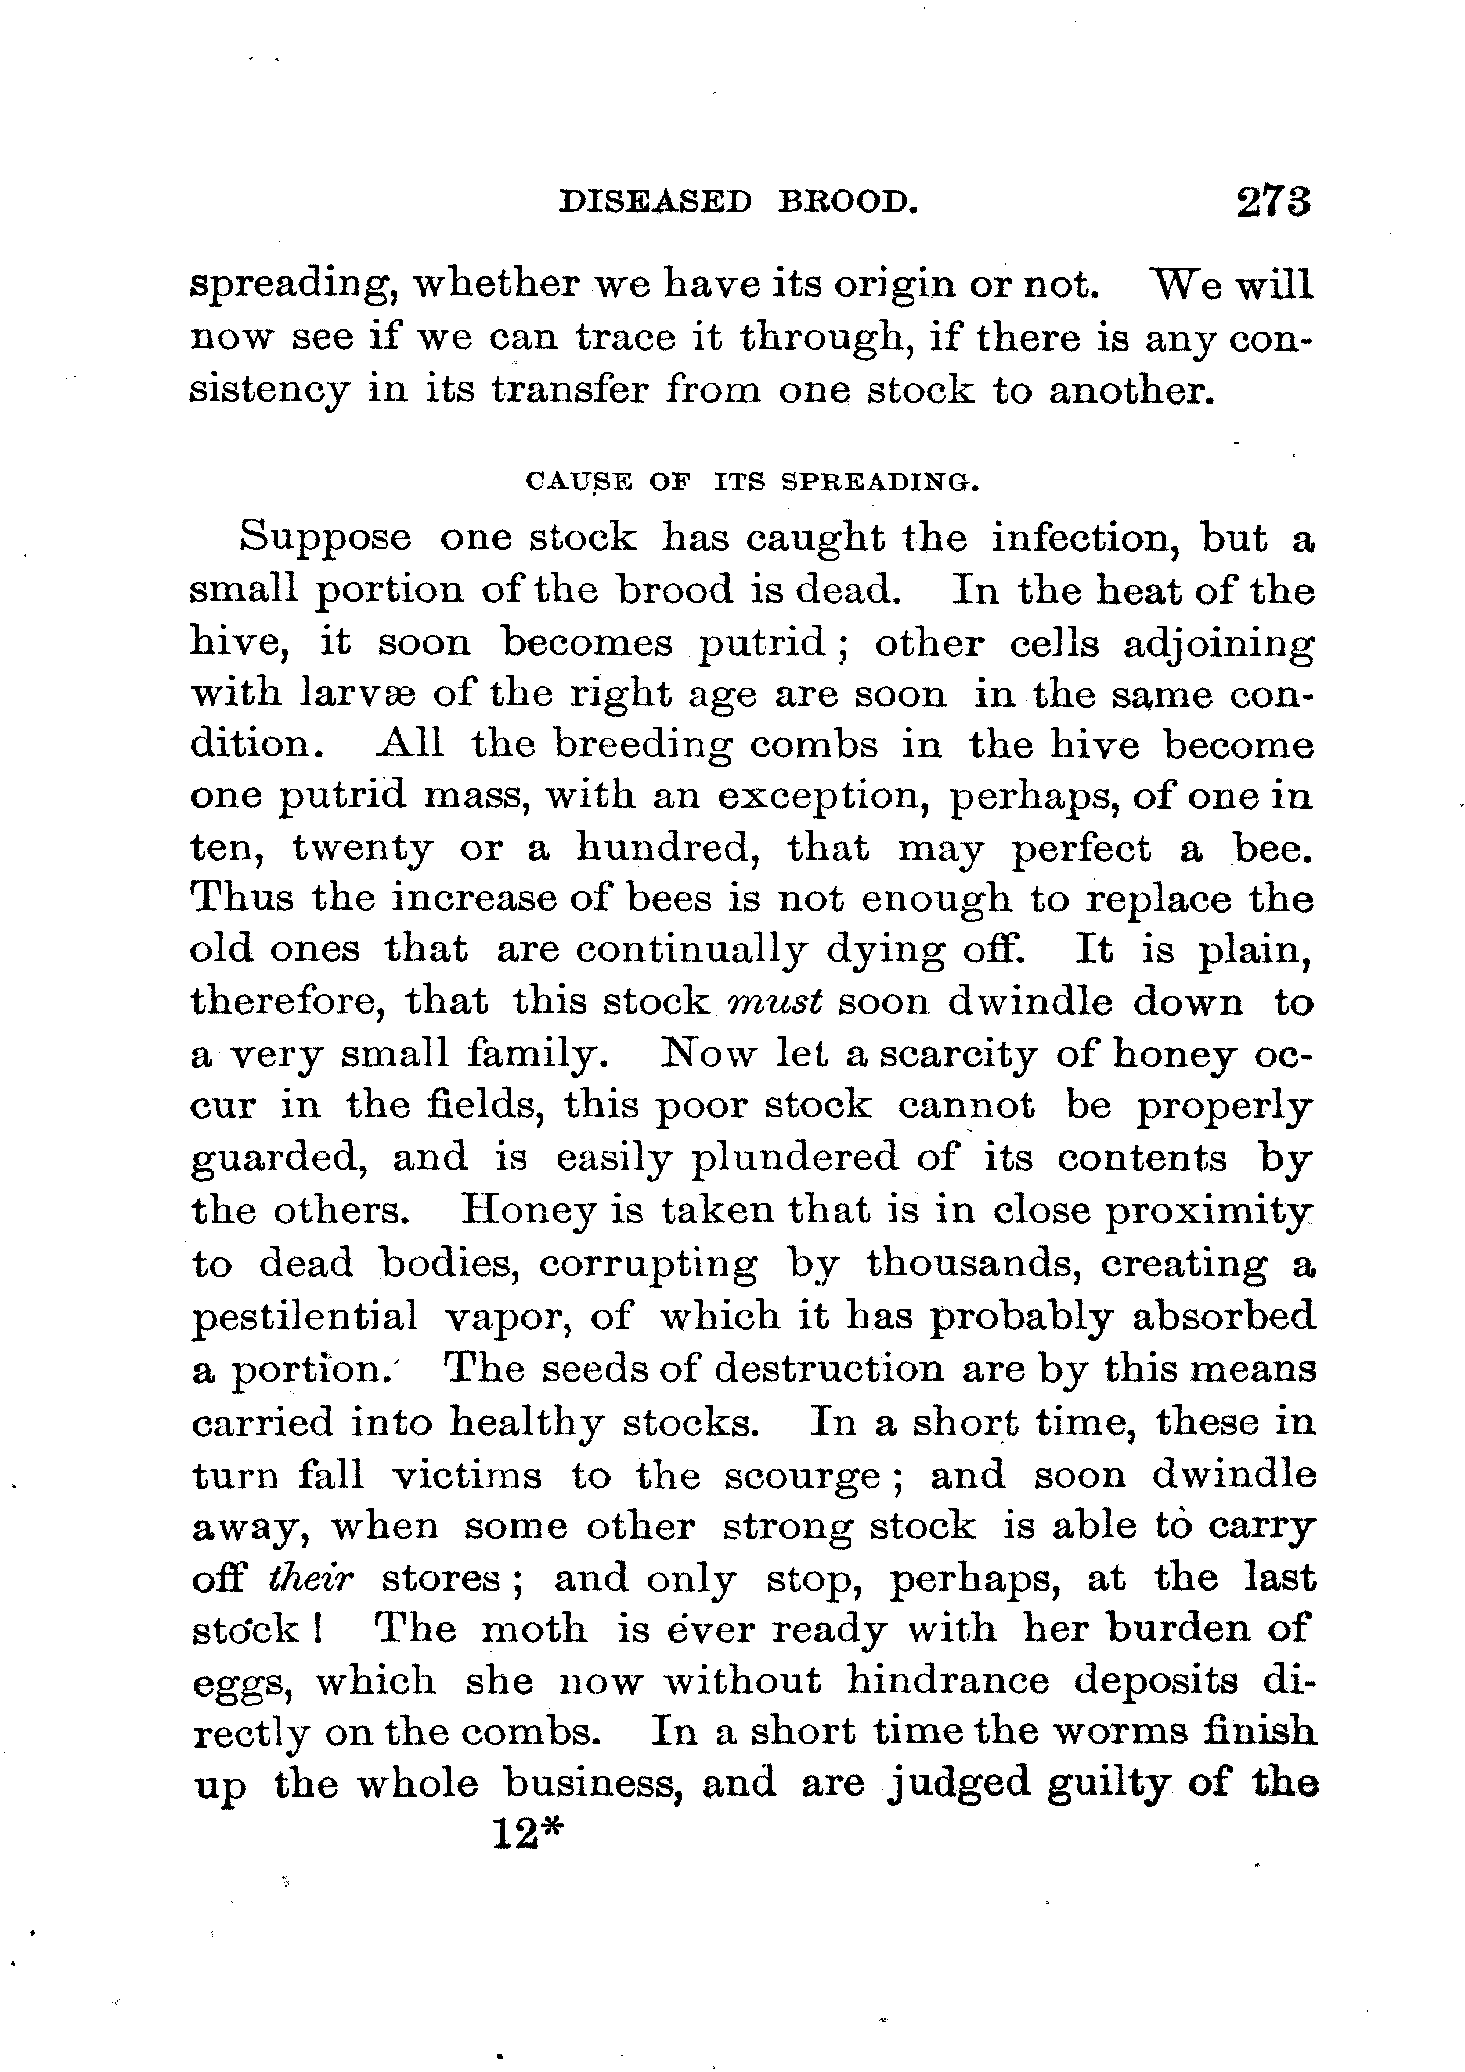 DISEASED BROOD. 273
spreading, whether we have its origin or not. We will
now see if we can trace it through, if there is any con-
sistency in its transfer from one stock to another.
CAUSE OF ITS SPREADING.
Suppose one stock has caught the infection, but a
small portion of the brood is dead. In the heat of the
hive, it soon becomes putrid; other cells adjoining
with larvæ of the right age are soon in the same con-
dition. All the breeding combs in the hive become
one putrid mass, with an exception, perhaps, of one in
ten, twenty or a hundred, that may perfect a bee.
Thus the increase of bees is not enough to replace the
old ones that are continually dying off. It is plain,
therefore, that this stock must soon dwindle down to
a very small family. Now let a scarcity of honey oc-
cur in the fields, this poor stock cannot be properly
guarded, and is easily plundered of its contents by
the others. Honey is taken that is in close proximity
to dead bodies, corrupting by thousands, creating a
pestilential vapor, of which it has probably absorbed
a portion. The seeds of destruction are by this means
carried into healthy stocks. In a short time, these in
turn fall victims to the scourge; and soon dwindle
away, when some other strong stock is able to carry
off their stores; and only stop, perhaps, at the last
stock! The moth is ever ready with her burden of
eggs, which she now without hindrance deposits di-
rectly on the combs. In a short time the worms finish
up the whole business, and are judged guilty of the
12*